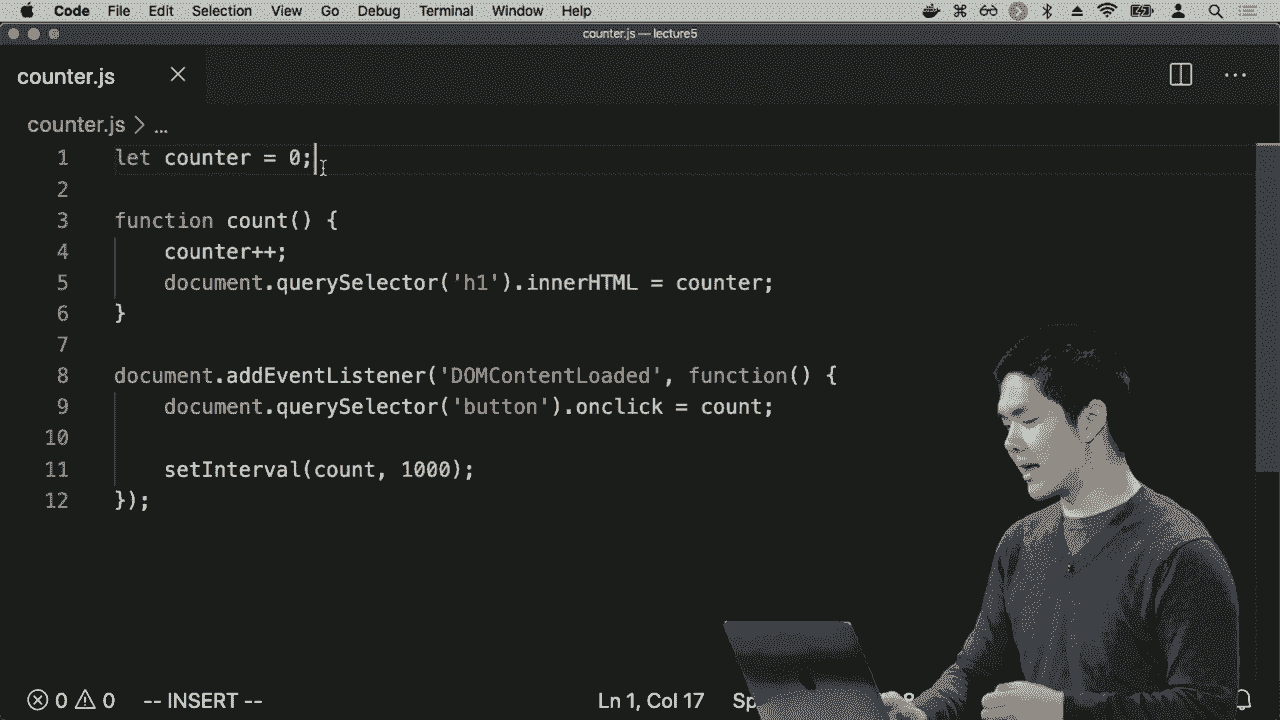 Code File Edit Selection View Go Debug Terminal Window Help
counter.js — lecture5
counter.js
counter.js > ...
1 let counter = 0;
2
3 function count() {
4 counter++;
5 document.querySelector('h1').innerHTML = counter;
6 }
7
8 document.addEventListener('DOMContentLoaded', function() {
9 document.querySelector('button').onclick = count;
10
11 setInterval(count, 1000);
12 });
0 0 -- INSERT -- Ln 1, Col 17